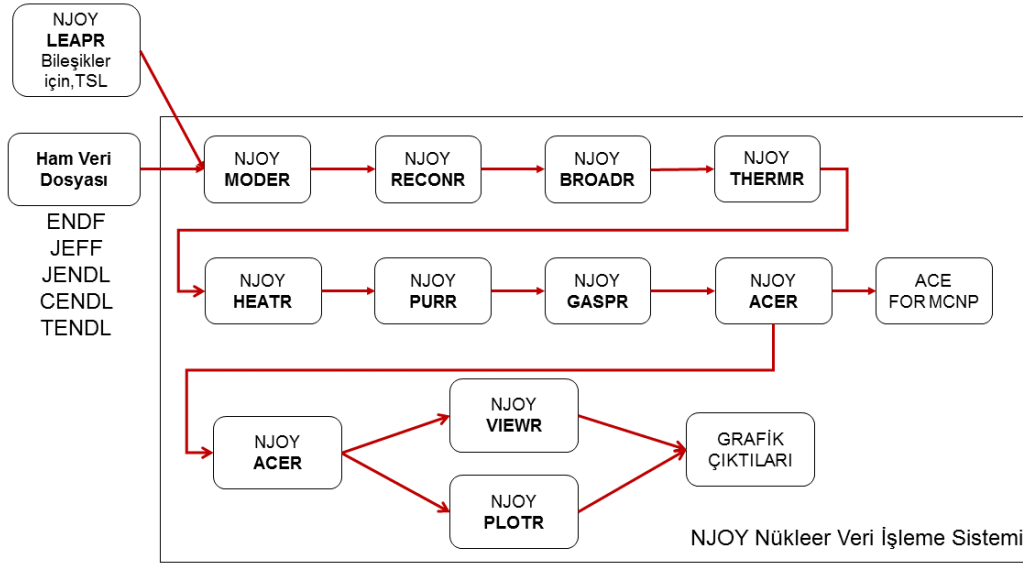 NJOY
LEAPR
Bileşikler
için,TSL
Ham Veri
Dosyası
ENDF
JEFF
JENDL
CENDL
TENDL
NJOY
MODER
NJOY
RECONR
NJOY
BROADR
NJOY
THERMR
NJOY
HEATR
NJOY
PURR
NJOY
GASPR
NJOY
ACER
ACE
FOR MCNP
NJOY
ACER
NJOY
VIEWR
NJOY
PLOTR
GRAFİK
ÇIKTILARI
NJOY Nükleer Veri İşleme Sistemi